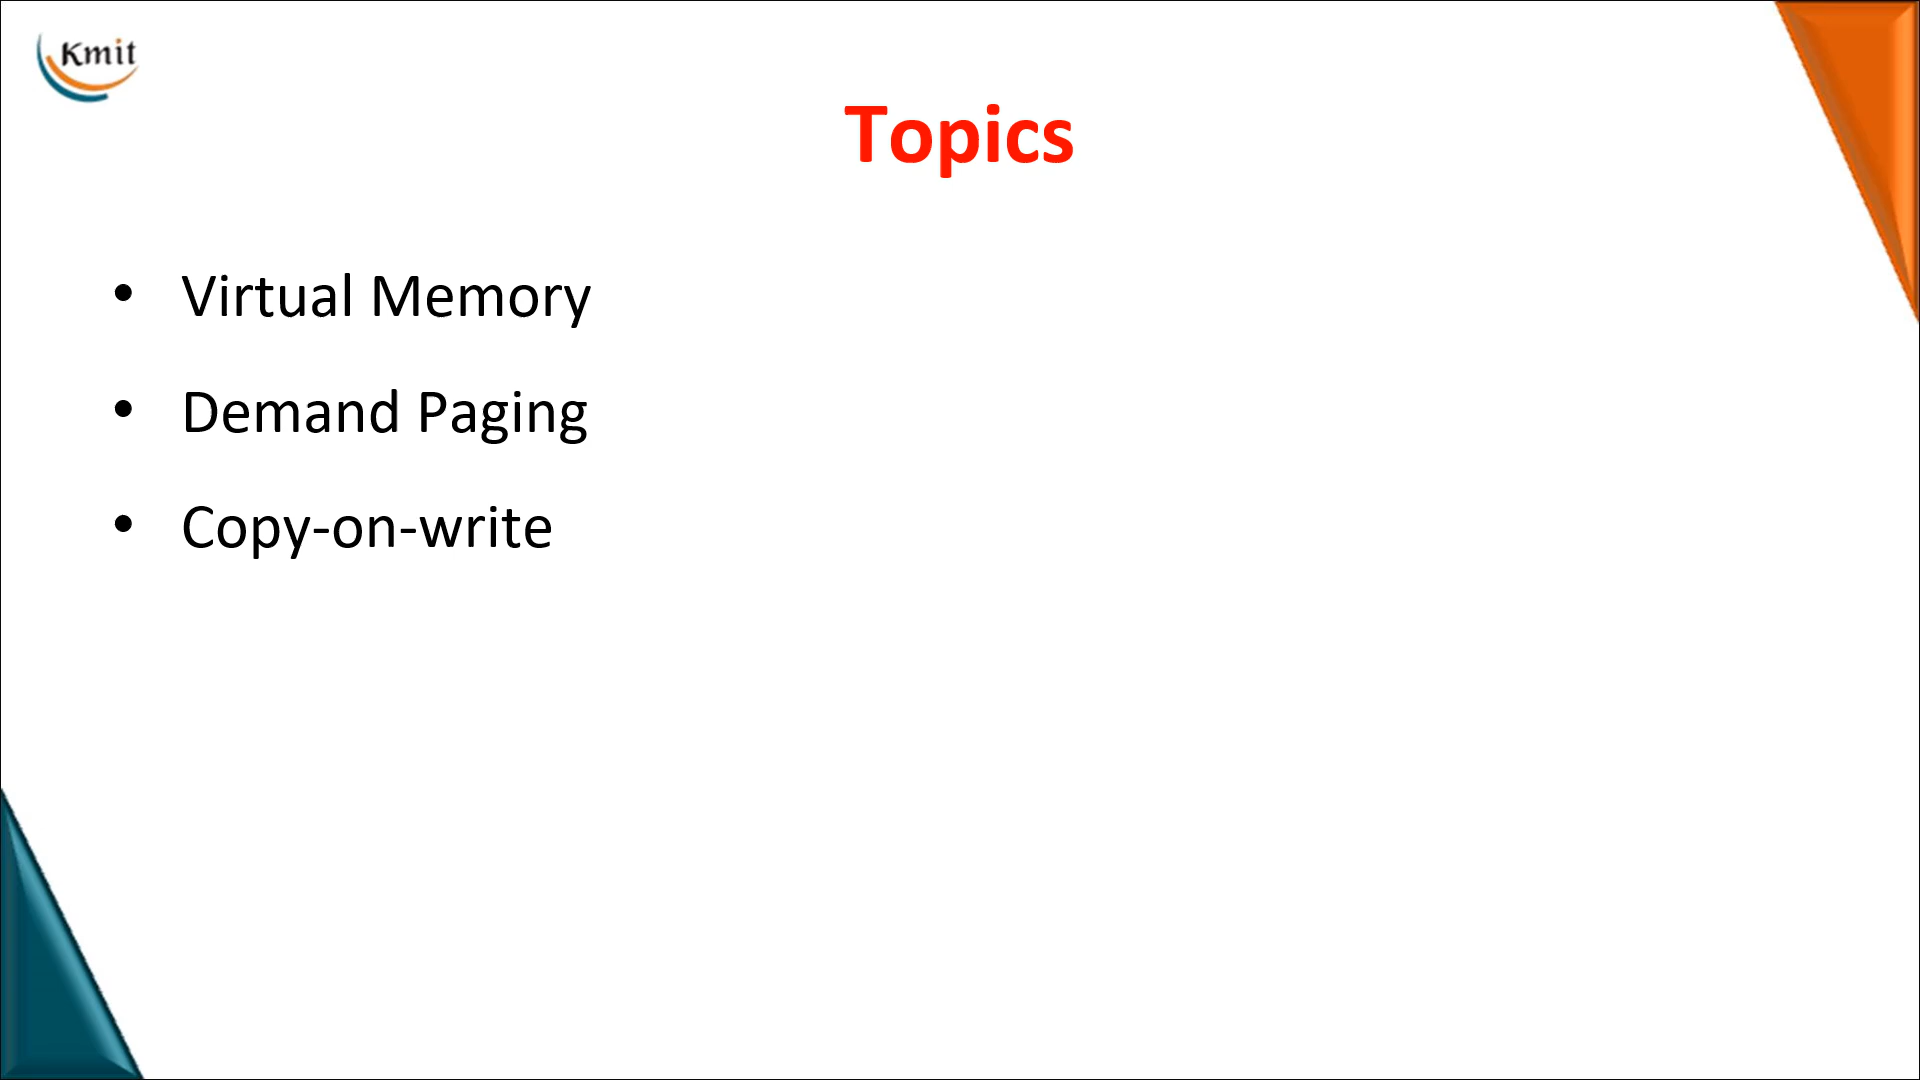 Kmit
Topics
• Virtual Memory
• Demand Paging
• Copy-on-write